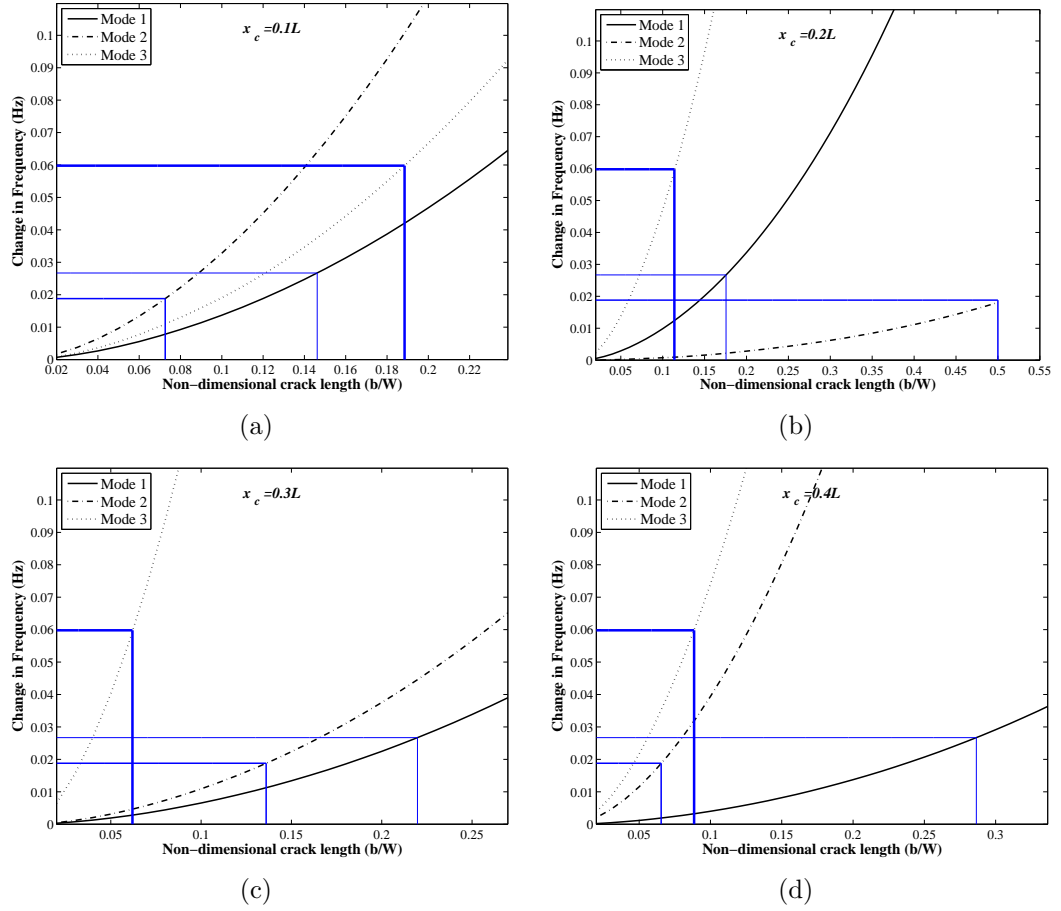 Mode 1
Mode 2
Mode 3
x c =0.1L
Change in Frequency (Hz)
0.1
0.09
0.08
0.07
0.06
0.05
0.04
0.03
0.02
0.01
0
0.02 0.04 0.06 0.08 0.1 0.12 0.14 0.16 0.18 0.2 0.22
Non−dimensional crack length (b/W)
(a)
Mode 1
Mode 2
Mode 3
x c =0.2L
Change in Frequency (Hz)
0.1
0.09
0.08
0.07
0.06
0.05
0.04
0.03
0.02
0.01
0
0.05 0.1 0.15 0.2 0.25 0.3 0.35 0.4 0.45 0.5 0.55
Non−dimensional crack length (b/W)
(b)
Mode 1
Mode 2
Mode 3
x c =0.3L
Change in Frequency (Hz)
0.1
0.09
0.08
0.07
0.06
0.05
0.04
0.03
0.02
0.01
0
0.05 0.1 0.15 0.2 0.25
Non−dimensional crack length (b/W)
(c)
Mode 1
Mode 2
Mode 3
x c =0.4L
Change in Frequency (Hz)
0.1
0.09
0.08
0.07
0.06
0.05
0.04
0.03
0.02
0.01
0
0.05 0.1 0.15 0.2 0.25 0.3
Non−dimensional crack length (b/W)
(d)